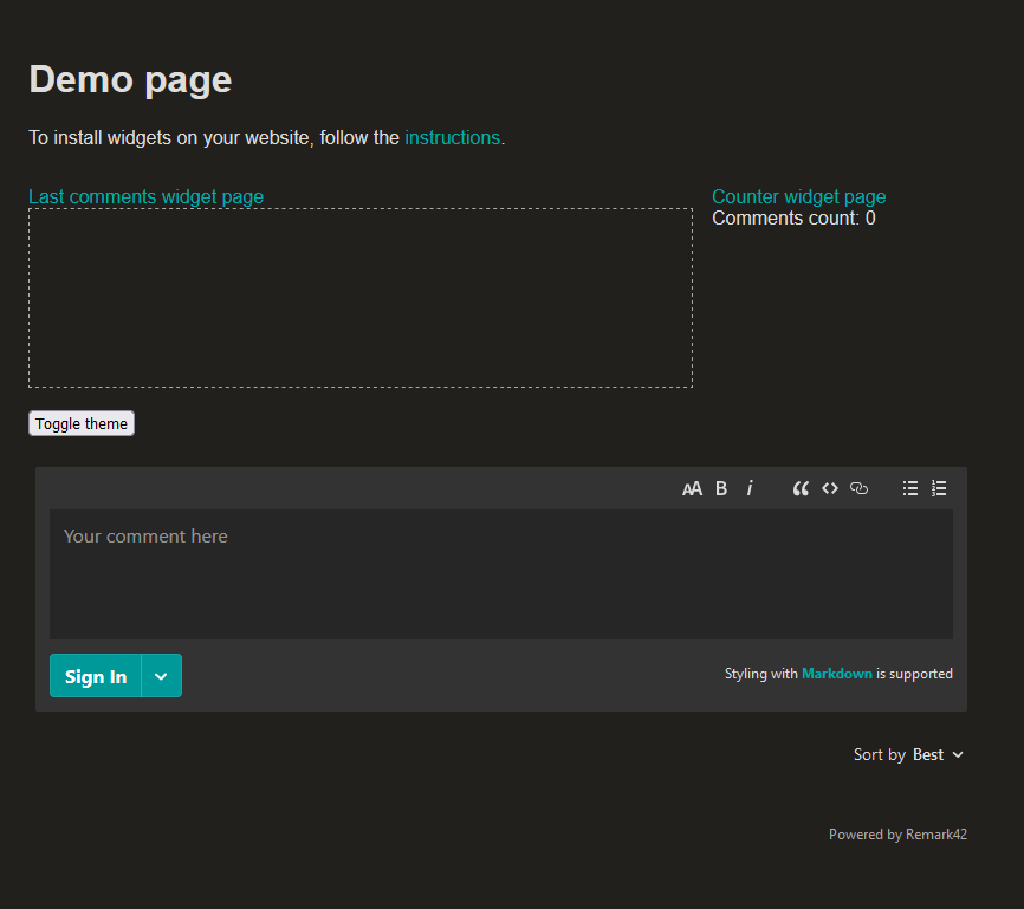 Demo page
To install widgets on your website, follow the instructions.
Last comments widget page
Counter widget page
Comments count: 0
Toggle theme
AA B i
Your comment here
Sign In
Styling with Markdown is supported
Sort by Best
Powered by Remark42